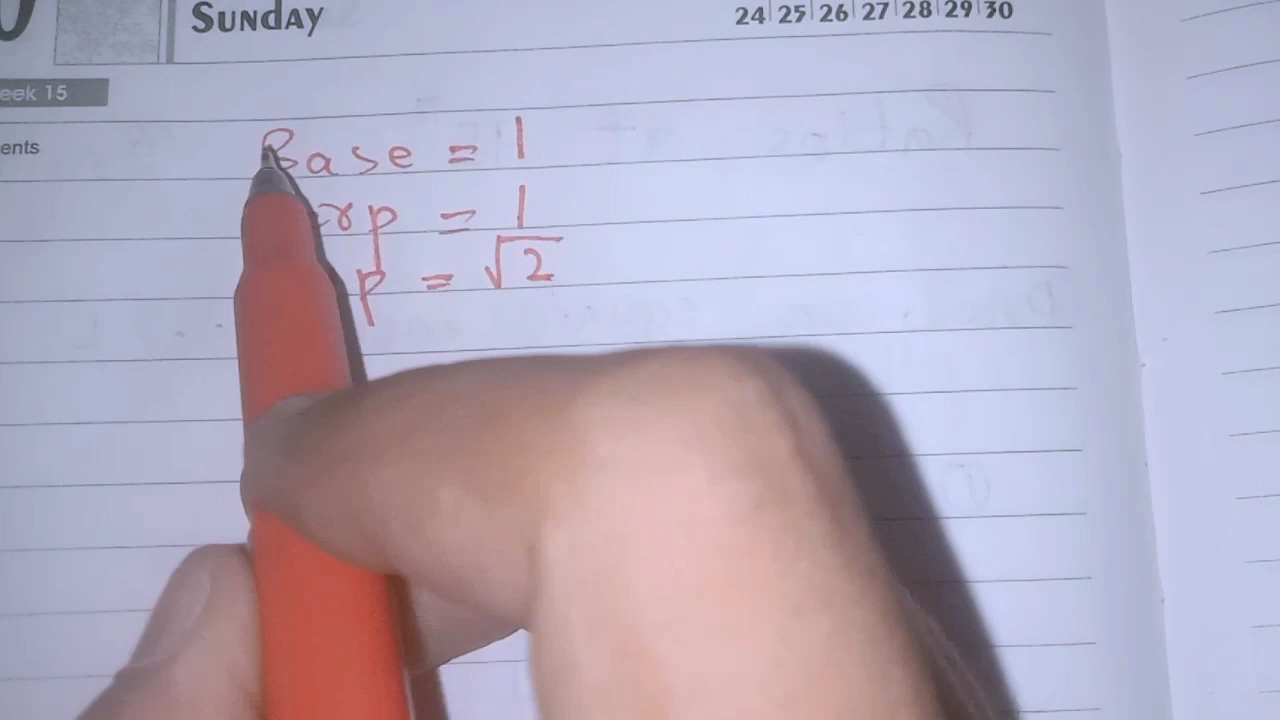 Sunday
24 25 26 27 28 29 30
eek 15
ents
Base = 1
rp = 1
p = √2